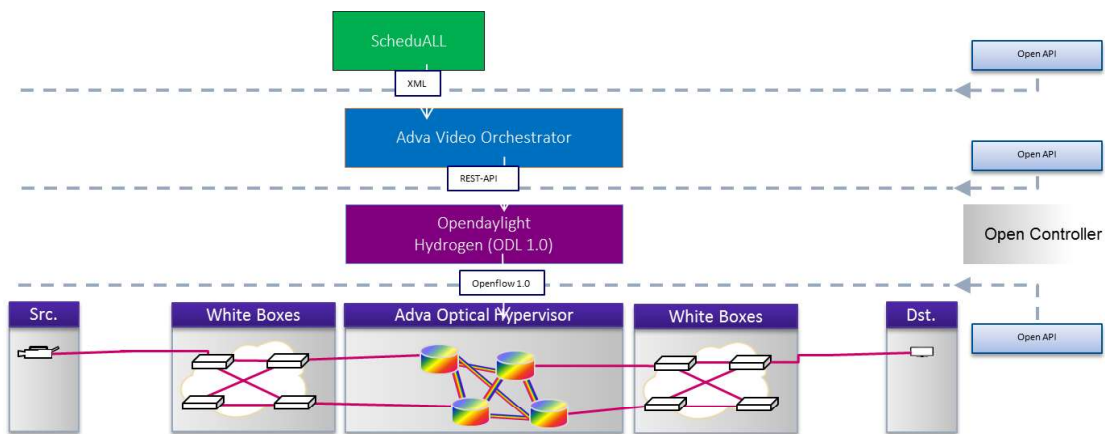 ScheduALL
Open API
XML
Adva Video Orchestrator
Open API
REST-API
Opendaylight
Hydrogen (ODL 1.0)
Open Controller
Openflow 1.0
Src.
White Boxes
Adva Optical Hypervisor
White Boxes
Dst.
Open API